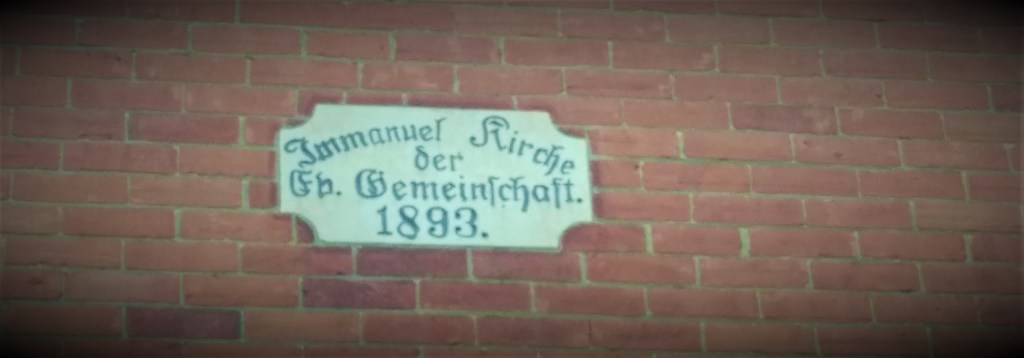 Immanuel Kirche
der
Ev. Gemeinſchaft.
1893.